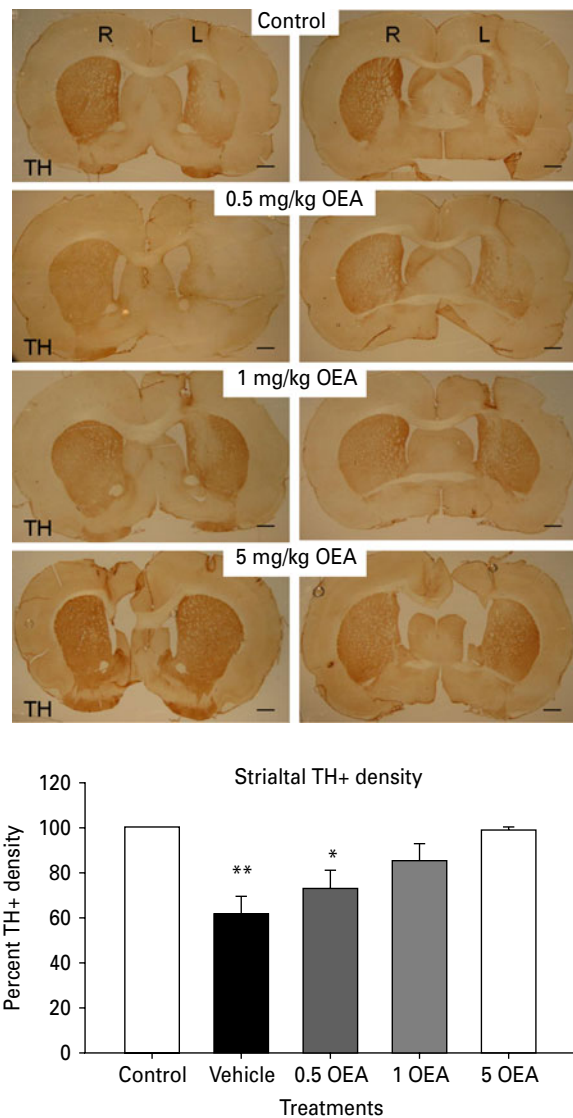 Control
R L R L
TH
0.5 mg/kg OEA
TH
1 mg/kg OEA
TH
5 mg/kg OEA
TH
Strialtal TH+ density
120
100
80
60
40
20
0
Percent TH+ density
**
*
Control Vehicle 0.5 OEA 1 OEA 5 OEA
Treatments